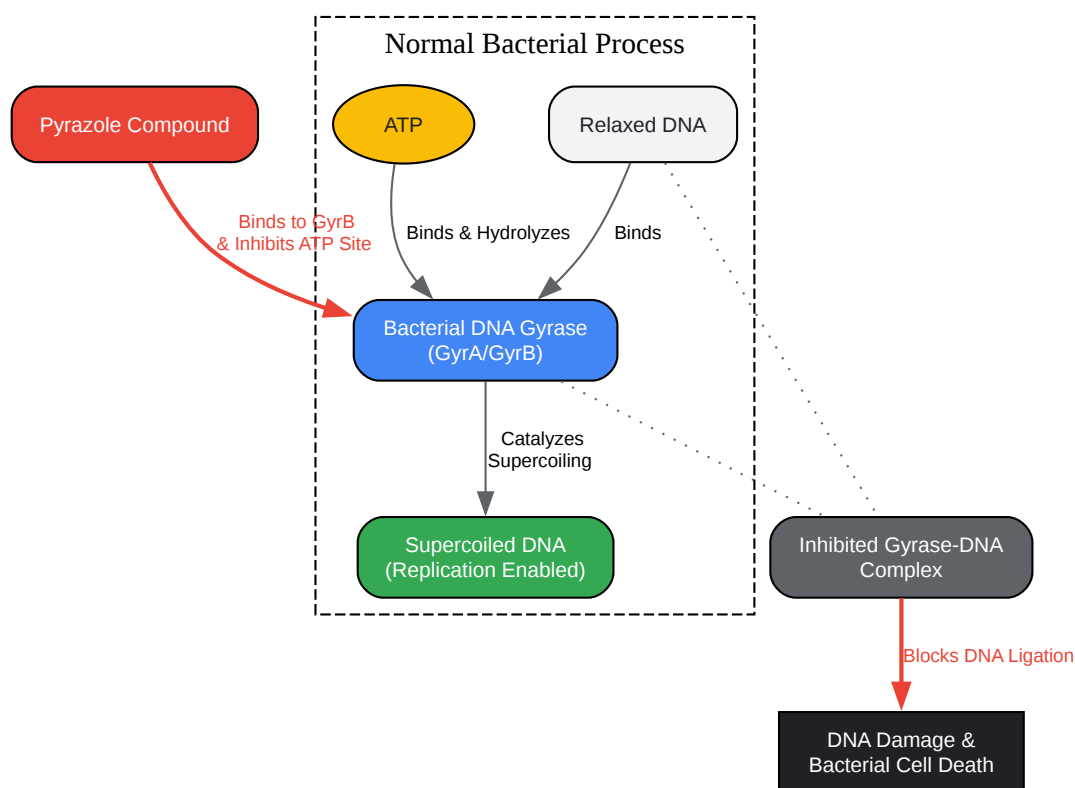 Normal Bacterial Process
Pyrazole Compound
ATP
Relaxed DNA
Binds to GyrB
& Inhibits ATP Site
Binds & Hydrolyzes
Binds
Bacterial DNA Gyrase
(GyrA/GyrB)
Catalyzes
Supercoiling
Supercoiled DNA
(Replication Enabled)
Inhibited Gyrase-DNA
Complex
Blocks DNA Ligation
DNA Damage &
Bacterial Cell Death